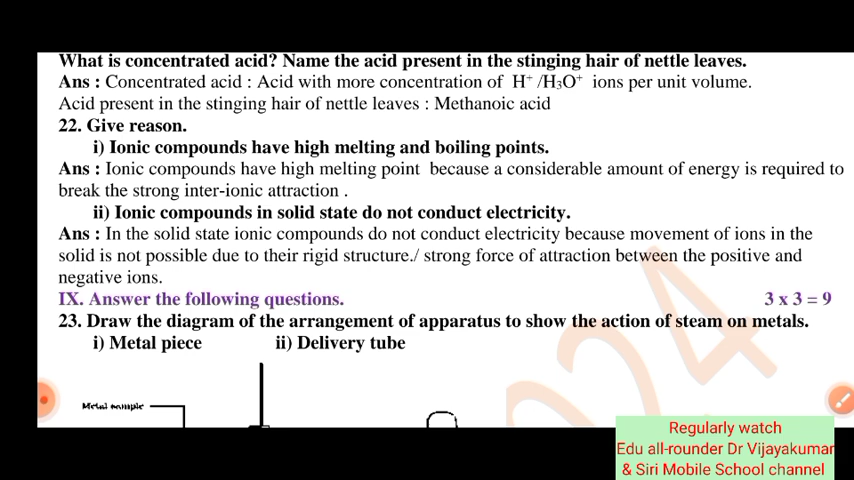 What is concentrated acid? Name the acid present in the stinging hair of nettle leaves.
Ans : Concentrated acid : Acid with more concentration of H⁺ /H₃O⁺ ions per unit volume.
Acid present in the stinging hair of nettle leaves : Methanoic acid
22. Give reason.
i) Ionic compounds have high melting and boiling points.
Ans : Ionic compounds have high melting point because a considerable amount of energy is required to
break the strong inter-ionic attraction .
ii) Ionic compounds in solid state do not conduct electricity.
Ans : In the solid state ionic compounds do not conduct electricity because movement of ions in the
solid is not possible due to their rigid structure./ strong force of attraction between the positive and
negative ions.
IX. Answer the following questions. 3 x 3 = 9
23. Draw the diagram of the arrangement of apparatus to show the action of steam on metals.
i) Metal piece ii) Delivery tube
Metal sample
Regularly watch
Edu all-rounder Dr Vijayakumar
& Siri Mobile School channel